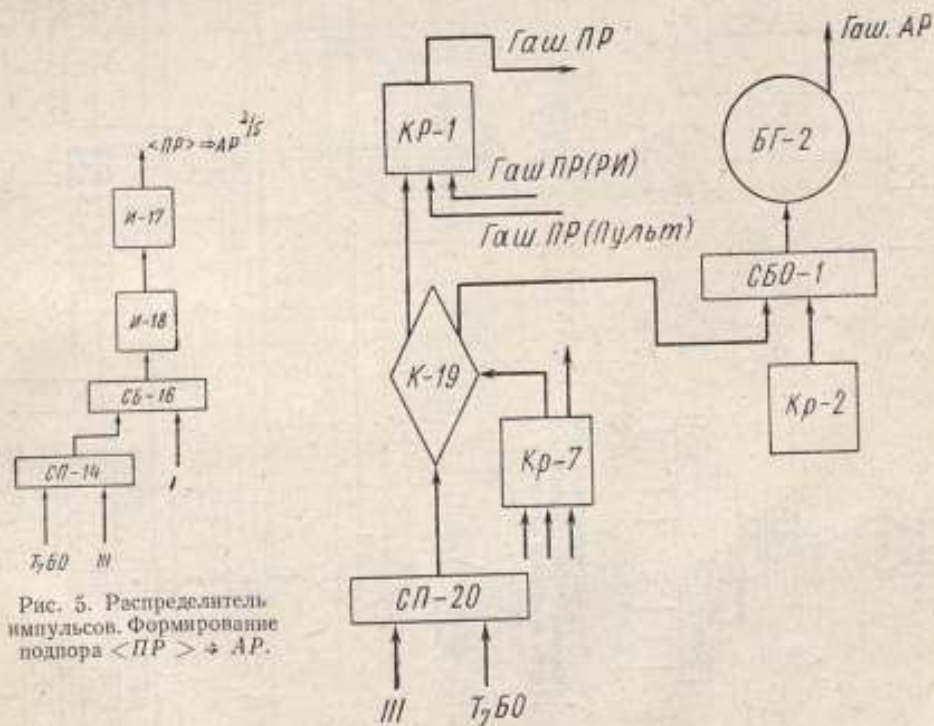 <ПР> ⇒ АР 2/5
И-17
И-18
СБ-16
СП-14
I
Т₇БО III
Рис. 5. Распределитель
импульсов. Формирование
подпора <ПР> ⇒ АР.
Гаш. ПР
КР-1
Гаш ПР(РИ)
Гаш. ПР(Пульт)
К-19
Кр-7
СП-20
III Т₇БО
Гаш. АР
БГ-2
СБО-1
Кр-2